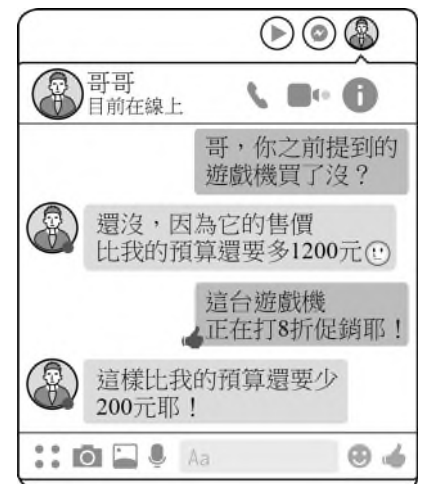 哥哥
目前在線上
哥，你之前提到的
遊戲機買了沒？
還沒，因為它的售價
比我的預算還要多1200元
這台遊戲機
正在打8折促銷耶！
這樣比我的預算還要少
200元耶！
Aa